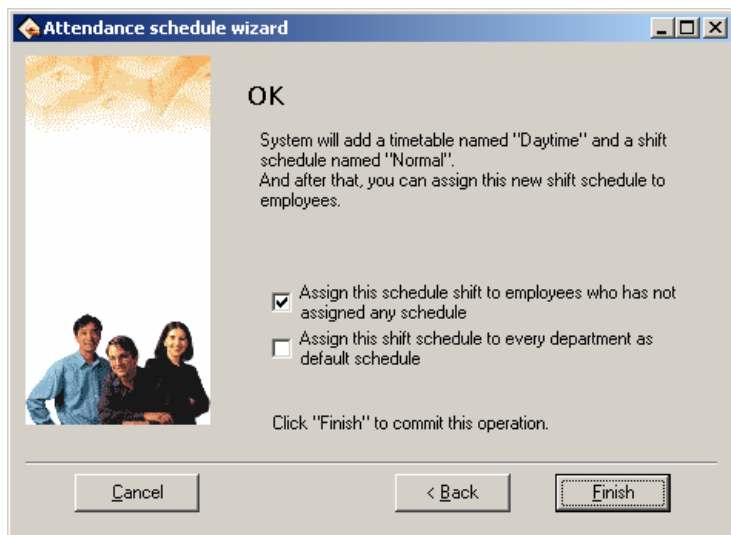 Attendance schedule wizard
OK
System will add a timetable named "Daytime" and a shift
schedule named "Normal".
And after that, you can assign this new shift schedule to
employees.
Assign this schedule shift to employees who has not
assigned any schedule
Assign this shift schedule to every department as
default schedule
Click "Finish" to commit this operation.
Cancel
< Back
Finish